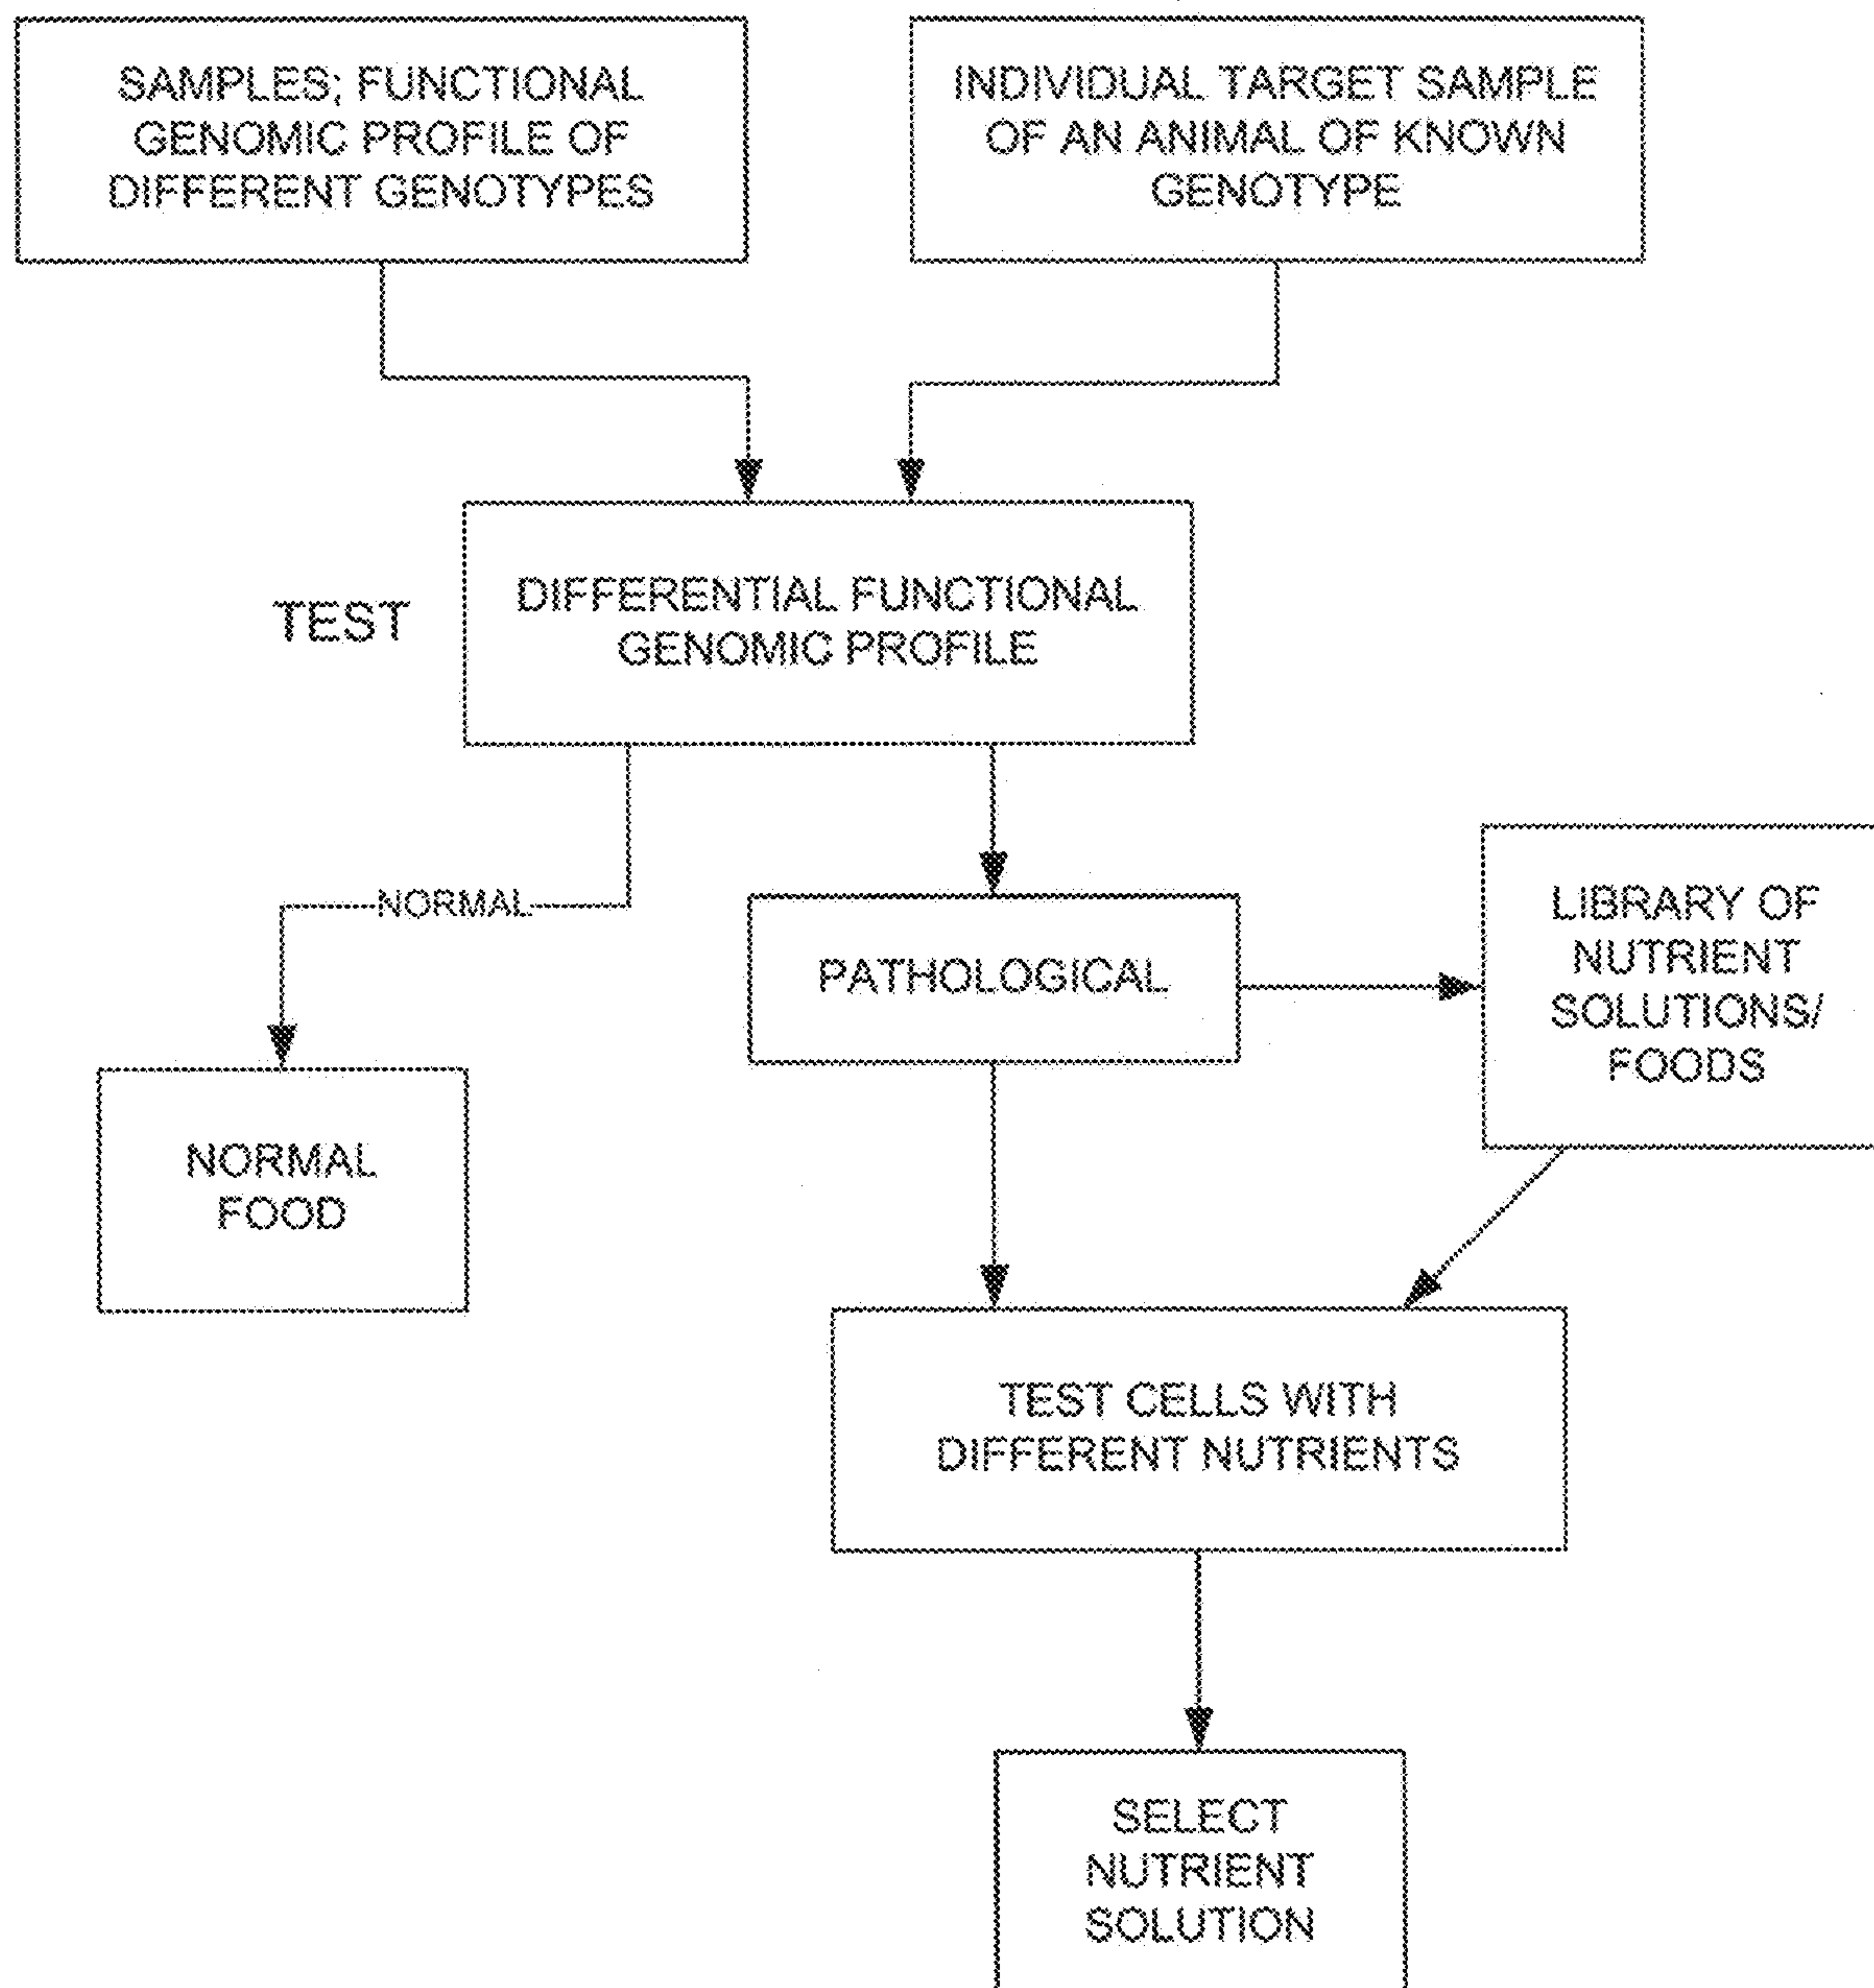 SAMPLES; FUNCTIONAL
GENOMIC PROFILE OF
DIFFERENT GENOTYPES
INDIVIDUAL TARGET SAMPLE
OF AN ANIMAL OF KNOWN
GENOTYPE
TEST
DIFFERENTIAL FUNCTIONAL
GENOMIC PROFILE
NORMAL
PATHOLOGICAL
LIBRARY OF
NUTRIENT
SOLUTIONS/
FOODS
NORMAL
FOOD
TEST CELLS WITH
DIFFERENT NUTRIENTS
SELECT
NUTRIENT
SOLUTION